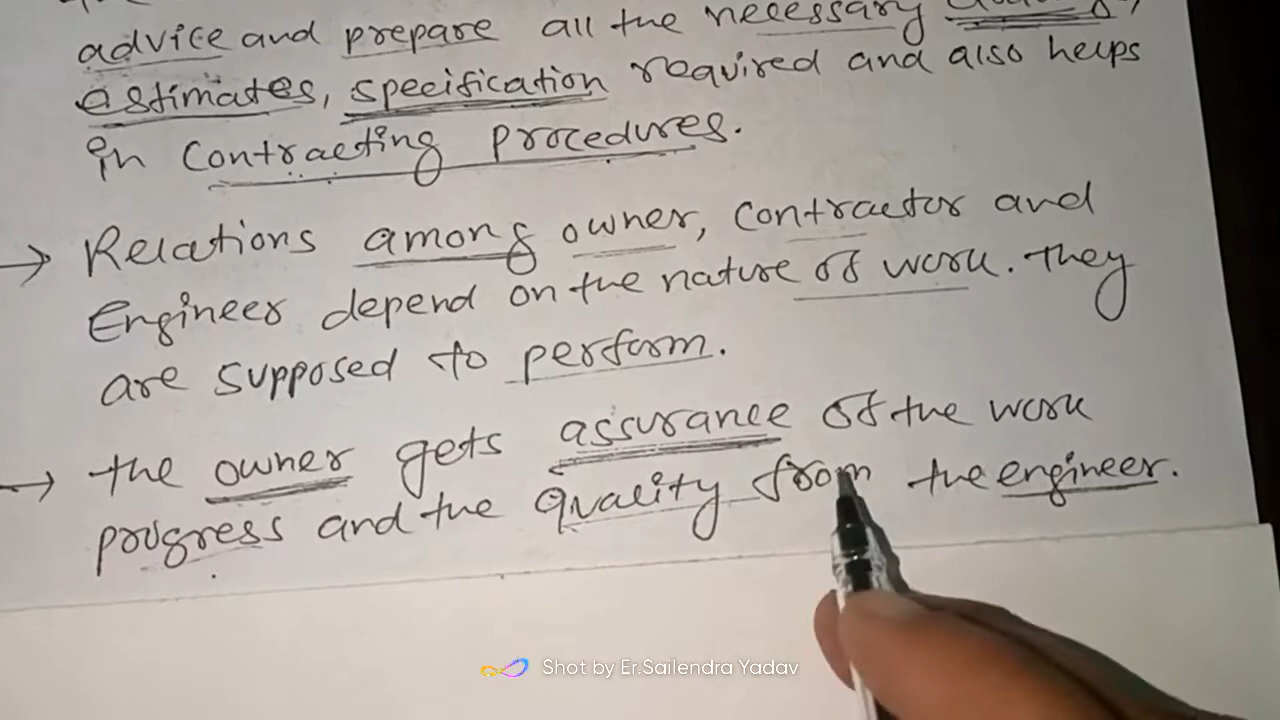 advice and prepare all the necessary
estimates, specification required and also helps
in contracting procedures.
→ Relations among owner, contractor and
Engineer depend on the nature of work. They
are supposed to perform.
→ the owner gets assurance of the work
progress and the quality from the engineer.
Shot by Er.Sailendra Yadav